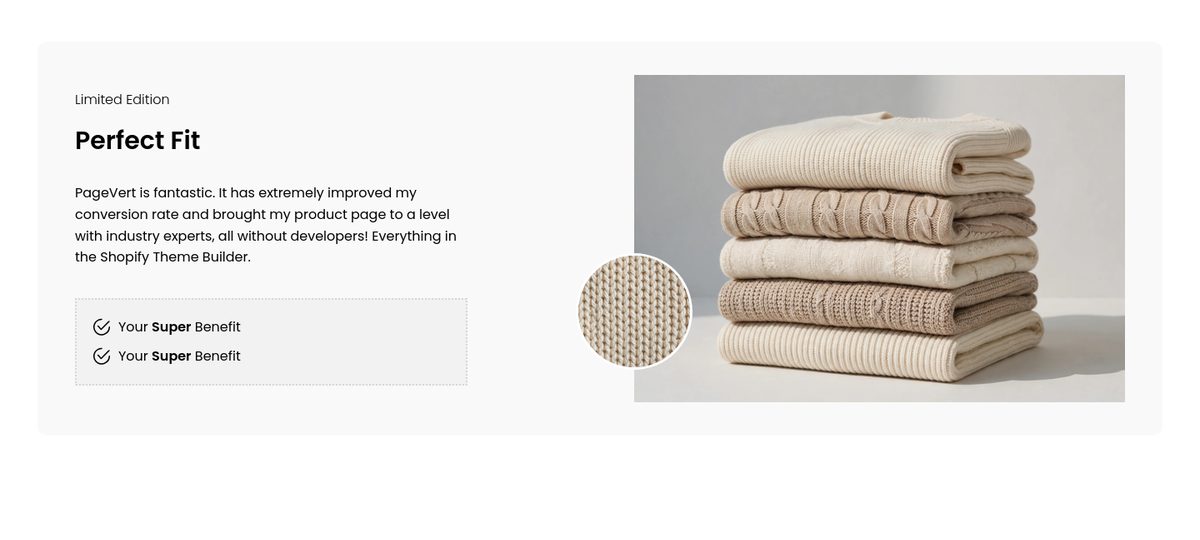 Limited Edition
Perfect Fit
PageVert is fantastic. It has extremely improved my
conversion rate and brought my product page to a level
with industry experts, all without developers! Everything in
the Shopify Theme Builder.
Your Super Benefit
Your Super Benefit